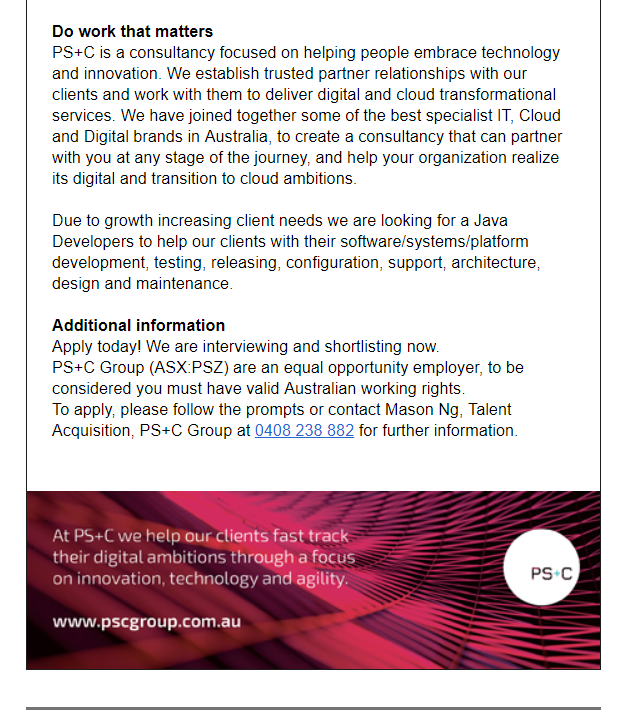 Do work that matters
PS+C is a consultancy focused on helping people embrace technology
and innovation. We establish trusted partner relationships with our
clients and work with them to deliver digital and cloud transformational
services. We have joined together some of the best specialist IT, Cloud
and Digital brands in Australia, to create a consultancy that can partner
with you at any stage of the journey, and help your organization realize
its digital and transition to cloud ambitions.
Due to growth increasing client needs we are looking for a Java
Developers to help our clients with their software/systems/platform
development, testing, releasing, configuration, support, architecture,
design and maintenance.
Additional information
Apply today! We are interviewing and shortlisting now.
PS+C Group (ASX:PSZ) are an equal opportunity employer, to be
considered you must have valid Australian working rights.
To apply, please follow the prompts or contact Mason Ng, Talent
Acquisition, PS+C Group at 0408 238 882 for further information.
At PS+C we help our clients fast track
their digital ambitions through a focus
on innovation, technology and agility.
PS+C
www.pscgroup.com.au